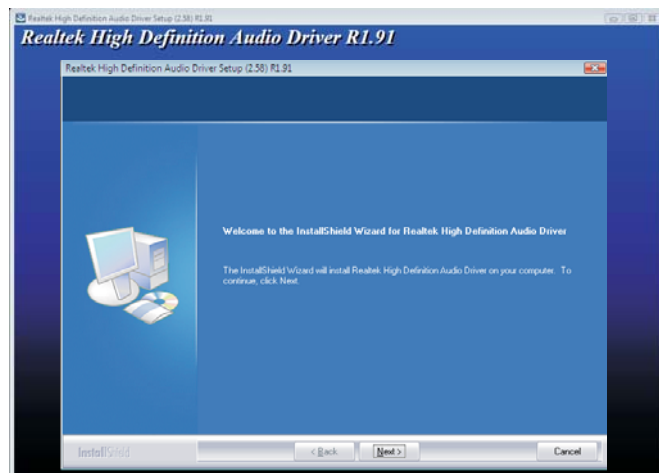 Realtek High Definition Audio Driver Setup (2.58) R1.91
Realtek High Definition Audio Driver R1.91
Realtek High Definition Audio Driver Setup (2.58) R1.91
Welcome to the InstallShield Wizard for Realtek High Definition Audio Driver
The InstallShield Wizard will install Realtek High Definition Audio Driver on your computer. To
continue, click Next.
InstallShield
< Back
Next >
Cancel